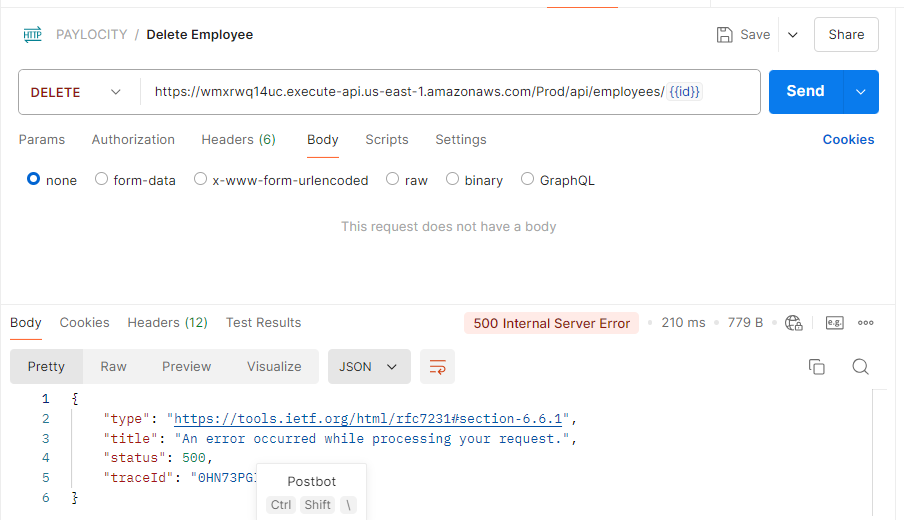 HTTP PAYLOCITY / Delete Employee Save Share
DELETE https://wmxrwq14uc.execute-api.us-east-1.amazonaws.com/Prod/api/employees/ {{id}} Send
Params Authorization Headers (6) Body Scripts Settings Cookies
none form-data x-www-form-urlencoded raw binary GraphQL
This request does not have a body
Body Cookies Headers (12) Test Results 500 Internal Server Error 210 ms 779 B e.g. ooo
Pretty Raw Preview Visualize JSON
1 {
2 "type": "https://tools.ietf.org/html/rfc7231#section-6.6.1",
3 "title": "An error occurred while processing your request.",
4 "status": 500,
5 "traceId": "0HN73PG
6 }
Postbot
Ctrl Shift \